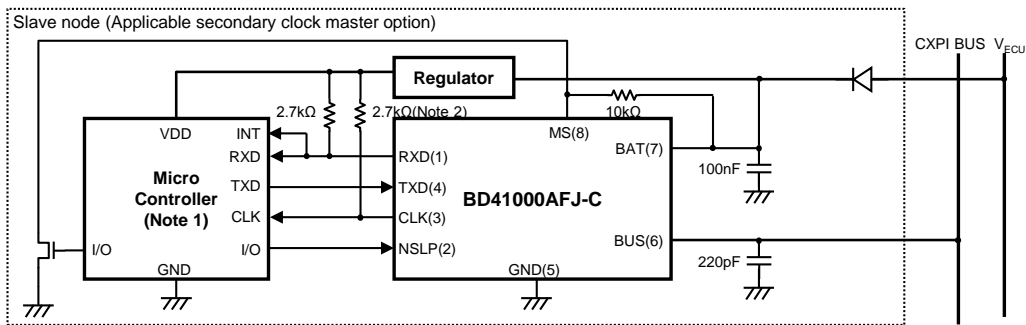 Slave node (Applicable secondary clock master option)
CXPI BUS V_ECU
Regulator
2.7kΩ
2.7kΩ(Note 2)
10kΩ
VDD
INT
RXD
TXD
CLK
I/O
I/O
GND
Micro
Controller
(Note 1)
MS(8)
RXD(1)
TXD(4)
CLK(3)
NSLP(2)
BD41000AFJ-C
BAT(7)
BUS(6)
GND(5)
100nF
220pF